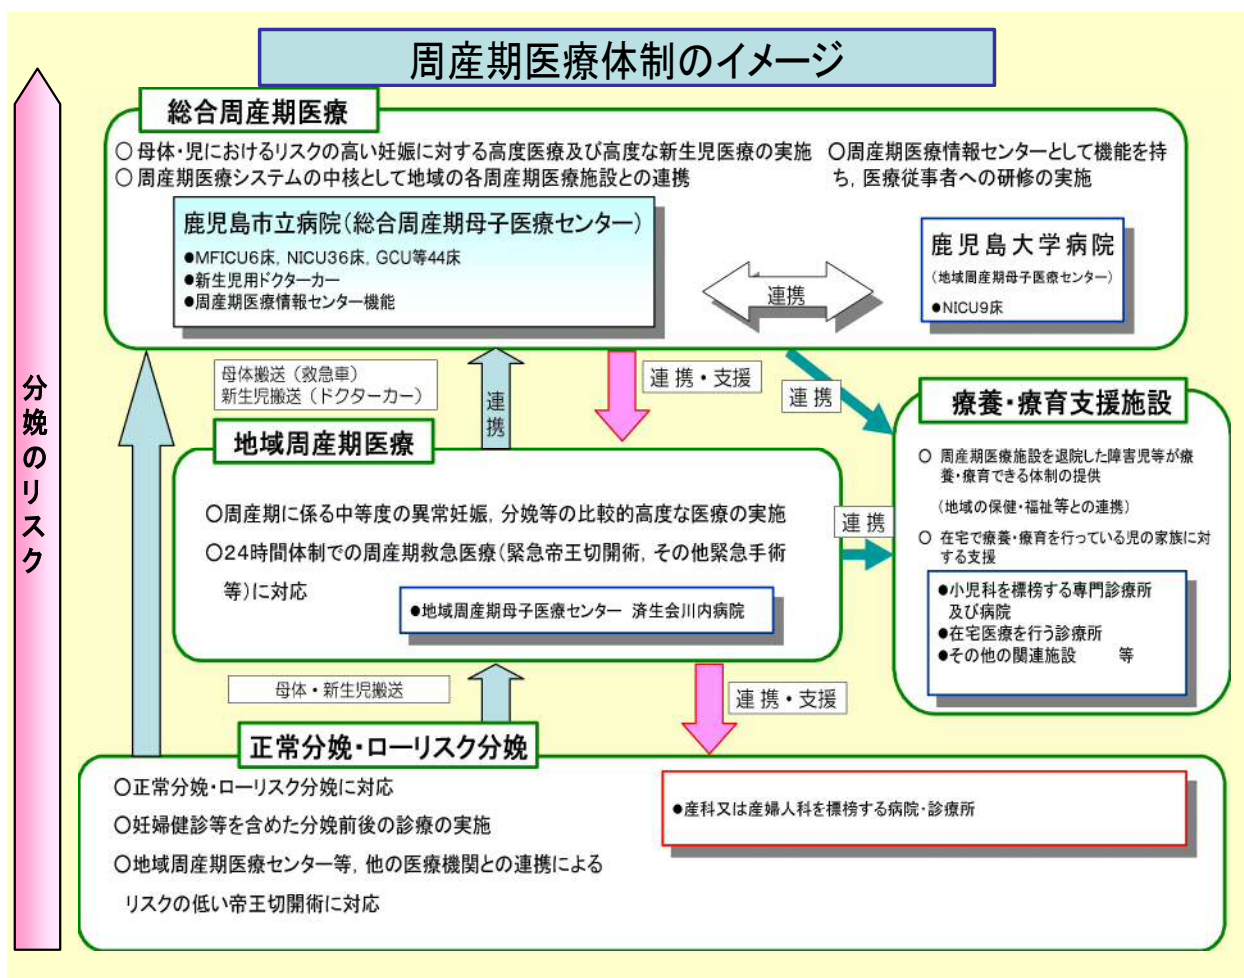 周産期医療体制のイメージ
分娩のリスク
総合周産期医療
○母体・児におけるリスクの高い妊娠に対する高度医療及び高度な新生児医療の実施
○周産期医療システムの中核として地域の各周産期医療施設との連携
○周産期医療情報センターとして機能を持
ち，医療従事者への研修の実施
鹿児島市立病院（総合周産期母子医療センター）
●MFICU6床，NICU36床，GCU等44床
●新生児用ドクターカー
●周産期医療情報センター機能
連携
鹿児島大学病院
（地域周産期母子医療センター）
●NICU9床
母体搬送（救急車）
新生児搬送（ドクターカー）
連携
連携・支援
連携
地域周産期医療
○周産期に係る中等度の異常妊娠，分娩等の比較的高度な医療の実施
○24時間体制での周産期救急医療（緊急帝王切開術，その他緊急手術
等）に対応
●地域周産期母子医療センター 済生会川内病院
連携
療養・療育支援施設
○ 周産期医療施設を退院した障害児等が療
養・療育できる体制の提供
（地域の保健・福祉等との連携）
○ 在宅で療養・療育を行っている児の家族に対
する支援
●小児科を標榜する専門診療所
及び病院
●在宅医療を行う診療所
●その他の関連施設 等
母体・新生児搬送
連携・支援
正常分娩・ローリスク分娩
○正常分娩・ローリスク分娩に対応
○妊婦健診等を含めた分娩前後の診療の実施
○地域周産期医療センター等，他の医療機関との連携による
リスクの低い帝王切開術に対応
●産科又は産婦人科を標榜する病院・診療所